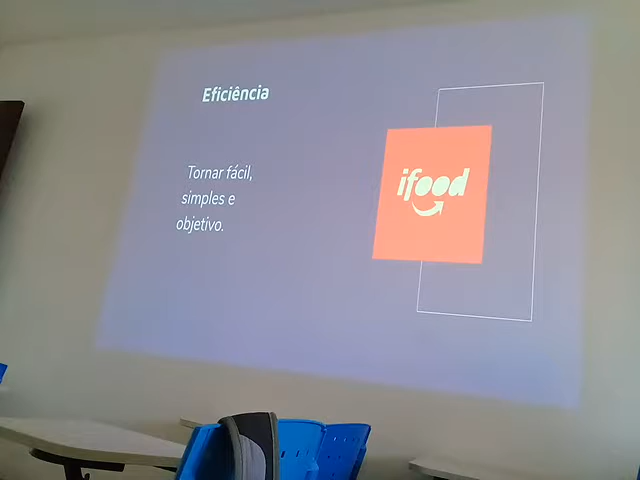 Eficiência
Tornar fácil,
simples e
objetivo.
ifood